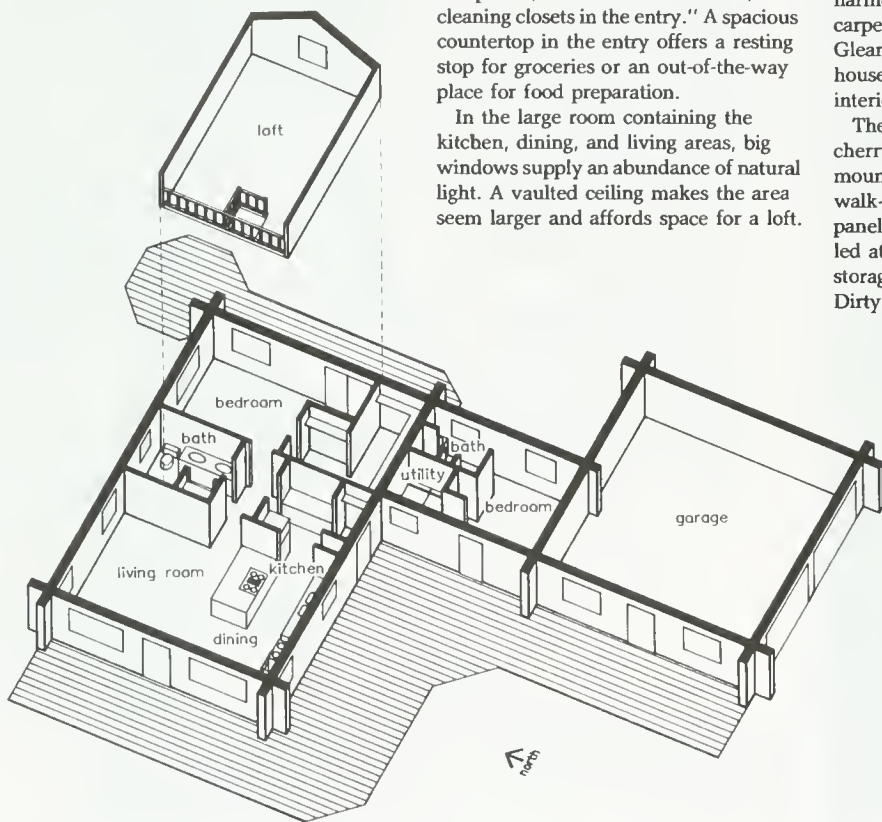 cleaning closets in the entry." A spacious
countertop in the entry offers a resting
stop for groceries or an out-of-the-way
place for food preparation.
In the large room containing the
kitchen, dining, and living areas, big
windows supply an abundance of natural
light. A vaulted ceiling makes the area
seem larger and affords space for a loft.
carpe
Glear
house
interi
The
cherr
moun
walk-
panel
led at
storag
Dirty
loft
bedroom
bath
living room
kitchen
dining
bath
utility
bedroom
garage
north